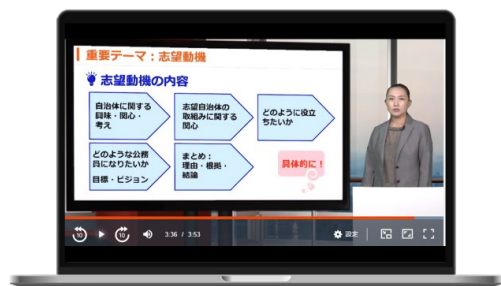 重要テーマ：志望動機
志望動機の内容
自治体に関する
興味・関心・
考え
志望自治体の
取組みに関する
関心
どのように役立
ちたいか
どのような公務
員になりたいか
目標・ビジョン
まとめ：
理由・根拠・
結論
具体的に！
10
10
3:36 / 3:53
設定